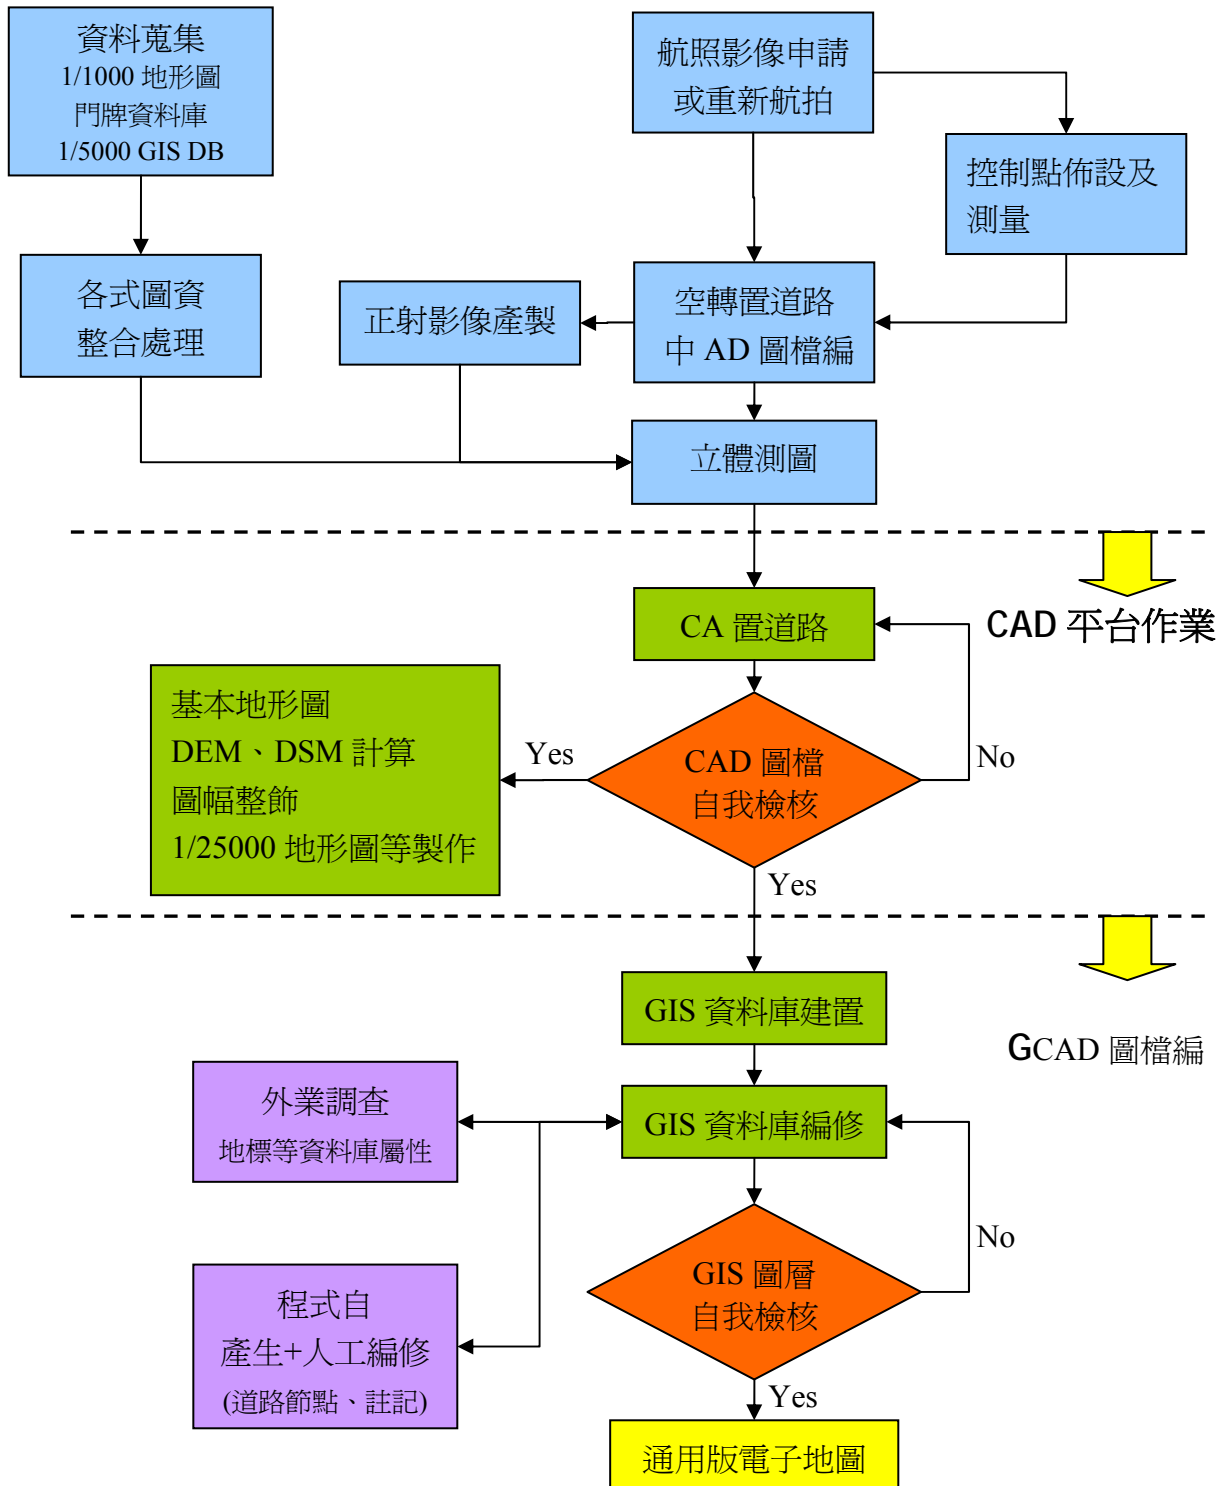 資料蒐集
1/1000 地形圖
門牌資料庫
1/5000 GIS DB
航照影像申請
或重新航拍
控制點佈設及
測量
各式圖資
整合處理
正射影像產製
空轉置道路
中 AD 圖檔編
立體測圖
CAD 平台作業
CA 置道路
基本地形圖
DEM、DSM 計算
圖幅整飾
1/25000 地形圖等製作
Yes
CAD 圖檔
自我檢核
No
Yes
GIS 資料庫建置
GCAD 圖檔編
外業調查
地標等資料庫屬性
GIS 資料庫編修
程式自
產生+人工編修
(道路節點、註記)
GIS 圖層
自我檢核
No
Yes
通用版電子地圖